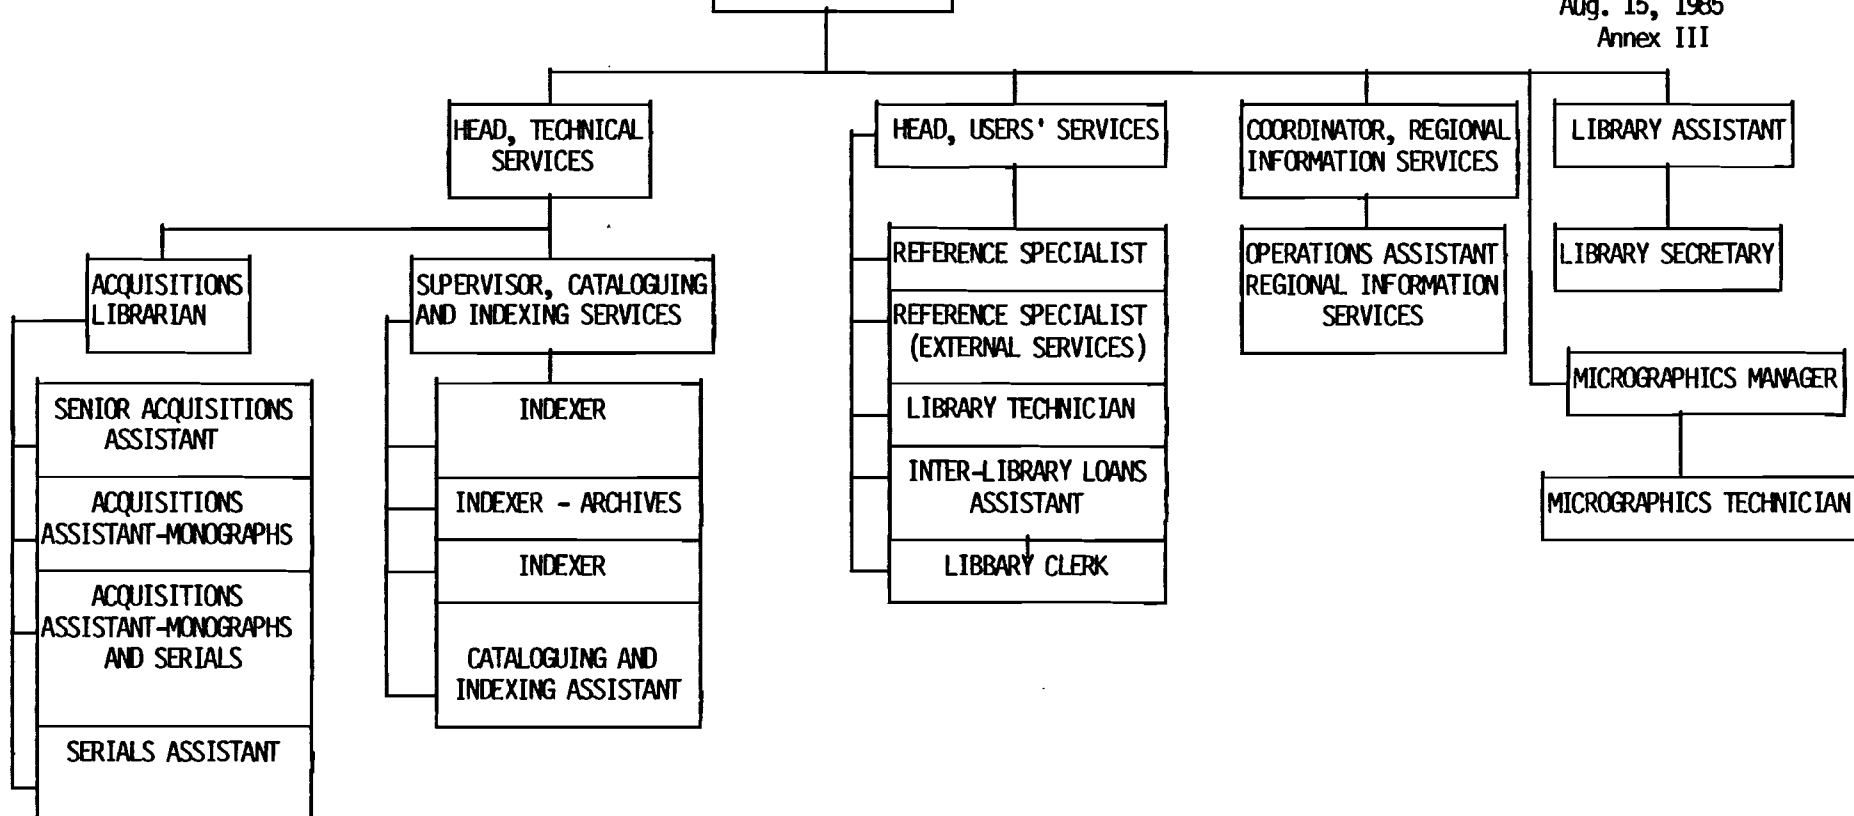 Aug. 15, 1985
Annex III
HEAD, TECHNICAL
SERVICES
HEAD, USERS' SERVICES
COORDINATOR, REGIONAL
INFORMATION SERVICES
LIBRARY ASSISTANT
ACQUISITIONS
LIBRARIAN
SUPERVISOR, CATALOGUING
AND INDEXING SERVICES
REFERENCE SPECIALIST
REFERENCE SPECIALIST
(EXTERNAL SERVICES)
LIBRARY TECHNICIAN
INTER-LIBRARY LOANS
ASSISTANT
LIBBARY CLERK
OPERATIONS ASSISTANT
REGIONAL INFORMATION
SERVICES
LIBRARY SECRETARY
MICROGRAPHICS MANAGER
MICROGRAPHICS TECHNICIAN
SENIOR ACQUISITIONS
ASSISTANT
ACQUISITIONS
ASSISTANT-MONOGRAPHS
ACQUISITIONS
ASSISTANT-MONOGRAPHS
AND SERIALS
SERIALS ASSISTANT
INDEXER
INDEXER - ARCHIVES
INDEXER
CATALOGUING AND
INDEXING ASSISTANT